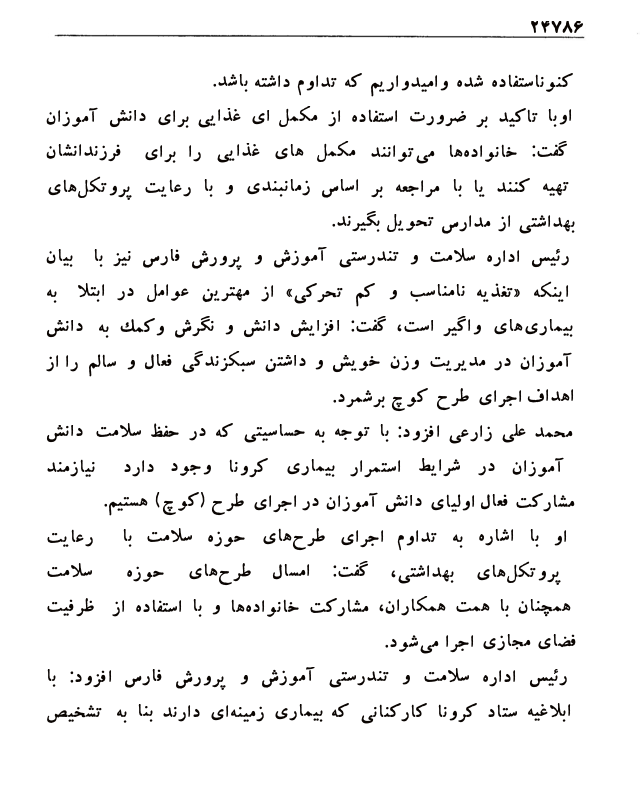 ۲۴۷۸۶
کنوناستفاده شده وامیدواریم که تداوم داشته باشد.
اوبا تاکید بر ضرورت استفاده از مکمل ای غذایی برای دانش آموزان
گفت: خانواده‌ها می‌توانند مکمل های غذایی را برای فرزندانشان
تهیه کنند یا با مراجعه بر اساس زمانبندی و با رعایت پروتکل‌های
بهداشتی از مدارس تحویل بگیرند.
رئیس اداره سلامت و تندرستی آموزش و پرورش فارس نیز با بیان
اینکه «تغذیه نامناسب و کم تحرکی» از مهترین عوامل در ابتلا به
بیماری‌های واگیر است، گفت: افزایش دانش و نگرش وکمك به دانش
آموزان در مدیریت وزن خویش و داشتن سبکزندگی فعال و سالم را از
اهداف اجرای طرح کوچ برشمرد.
محمد علی زارعی افزود: با توجه به حساسیتی که در حفظ سلامت دانش
آموزان در شرایط استمرار بیماری کرونا وجود دارد نیازمند
مشارکت فعال اولیای دانش آموزان در اجرای طرح (کوچ) هستیم.
او با اشاره به تداوم اجرای طرح‌های حوزه سلامت با رعایت
پروتکل‌های بهداشتی، گفت: امسال طرح‌های حوزه سلامت
همچنان با همت همکاران، مشارکت خانواده‌ها و با استفاده از ظرفیت
فضای مجازی اجرا می‌شود.
رئیس اداره سلامت و تندرستی آموزش و پرورش فارس افزود: با
ابلاغیه ستاد کرونا کارکنانی که بیماری زمینه‌ای دارند بنا به تشخیص